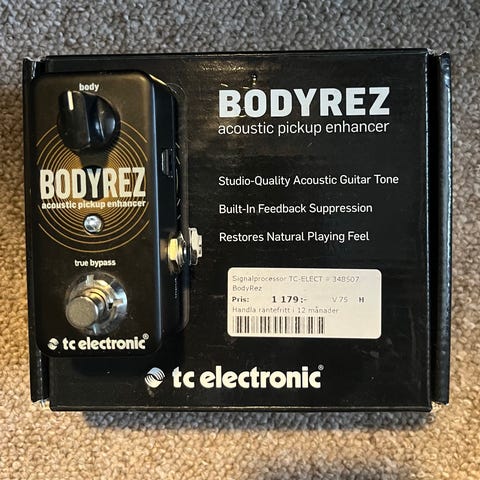 body
BODYREZ
acoustic pickup enhancer
true bypass
tc electronic®
BODYREZ
acoustic pickup enhancer
Studio-Quality Acoustic Guitar Tone
Built-In Feedback Suppression
Restores Natural Playing Feel
Signalprocessor TC-ELECT # 348507
BodyRez
Pris: 1 179:- V75 H
Handla räntefritt i 12 månader
tc electronic®